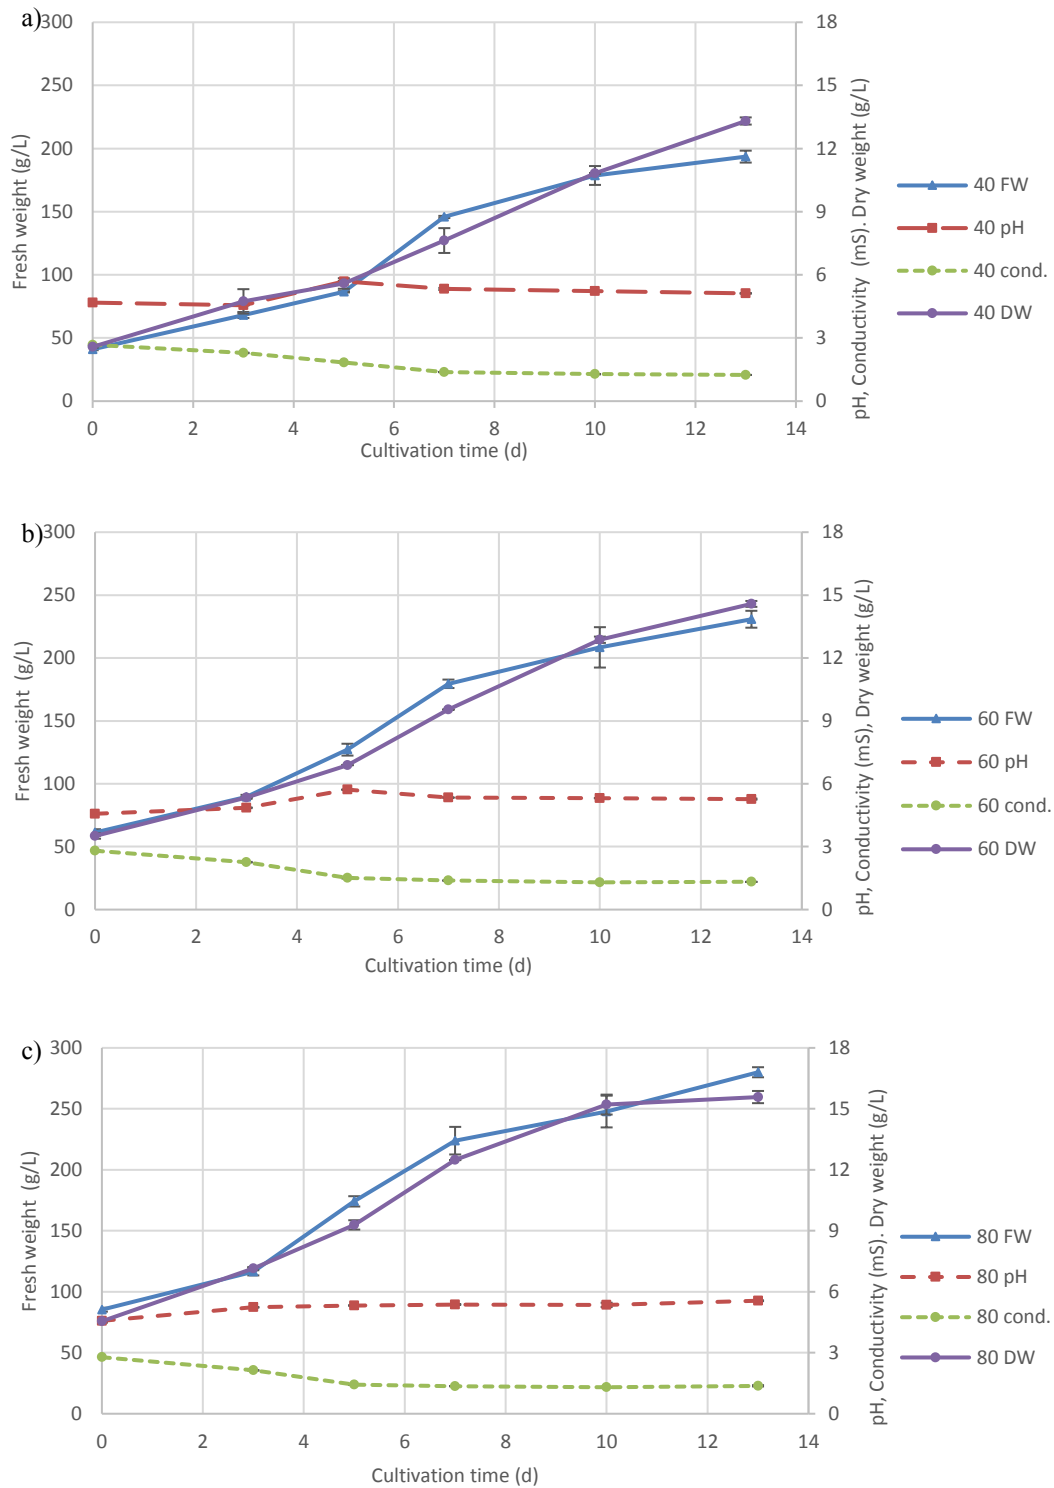 a)
300
250
200
150
100
50
0
Fresh weight (g/L)
18
15
12
9
6
3
0
pH, Conductivity (mS). Dry weight (g/L)
0 2 4 6 8 10 12 14
Cultivation time (d)
40 FW
40 pH
40 cond.
40 DW
b)
300
250
200
150
100
50
0
Fresh weight (g/L)
18
15
12
9
6
3
0
pH, Conductivity (mS), Dry weight (g/L)
0 2 4 6 8 10 12 14
Cultivation time (d)
60 FW
60 pH
60 cond.
60 DW
c)
300
250
200
150
100
50
0
Fresh weight (g/L)
18
15
12
9
6
3
0
pH, Conductivity (mS). Dry weight (g/L)
0 2 4 6 8 10 12 14
Cultivation time (d)
80 FW
80 pH
80 cond.
80 DW